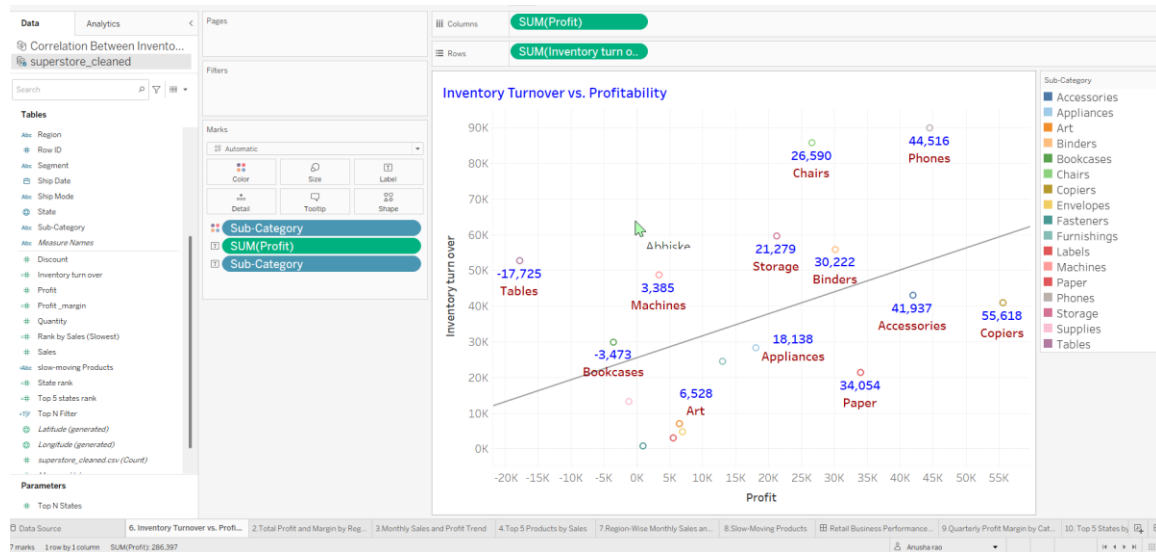 Data
Analytics
Pages
Columns
SUM(Profit)
Rows
SUM(Inventory turn o..
Correlation Between Invento...
superstore_cleaned
Filters
Search
Tables
Abc Region
# Row ID
Abc Segment
Ship Date
Abc Ship Mode
State
Abc Sub-Category
Abc Measure Names
# Discount
=# Inventory turn over
# Profit
=# Profit _margin
# Quantity
=# Rank by Sales (Slowest)
# Sales
=Abc slow-moving Products
=# State rank
=# Top 5 states rank
=T|F Top N Filter
Latitude (generated)
Longitude (generated)
# superstore_cleaned.csv (Count)
Parameters
# Top N States
Marks
Automatic
Color
Size
Label
Detail
Tooltip
Shape
Sub-Category
SUM(Profit)
Sub-Category
Inventory Turnover vs. Profitability
Inventory turn over
90K
80K
70K
60K
50K
40K
30K
20K
10K
0K
44,516
Phones
26,590
Chairs
21,279
Storage
30,222
Binders
-17,725
Tables
3,385
Machines
41,937
Accessories
55,618
Copiers
18,138
Appliances
-3,473
Bookcases
34,054
Paper
6,528
Art
-20K -15K -10K -5K 0K 5K 10K 15K 20K 25K 30K 35K 40K 45K 50K 55K
Profit
Sub-Category
Accessories
Appliances
Art
Binders
Bookcases
Chairs
Copiers
Envelopes
Fasteners
Furnishings
Labels
Machines
Paper
Phones
Storage
Supplies
Tables
Data Source
6. Inventory Turnover vs. Profi...
2.Total Profit and Margin by Reg...
3.Monthly Sales and Profit Trend
4.Top 5 Products by Sales
7.Region-Wise Monthly Sales an...
8.Slow-Moving Products
Retail Business Performance...
9.Quarterly Profit Margin by Cat...
10. Top 5 States by
7 marks 1 row by 1 column SUM(Profit): 286,397
Anusha rao